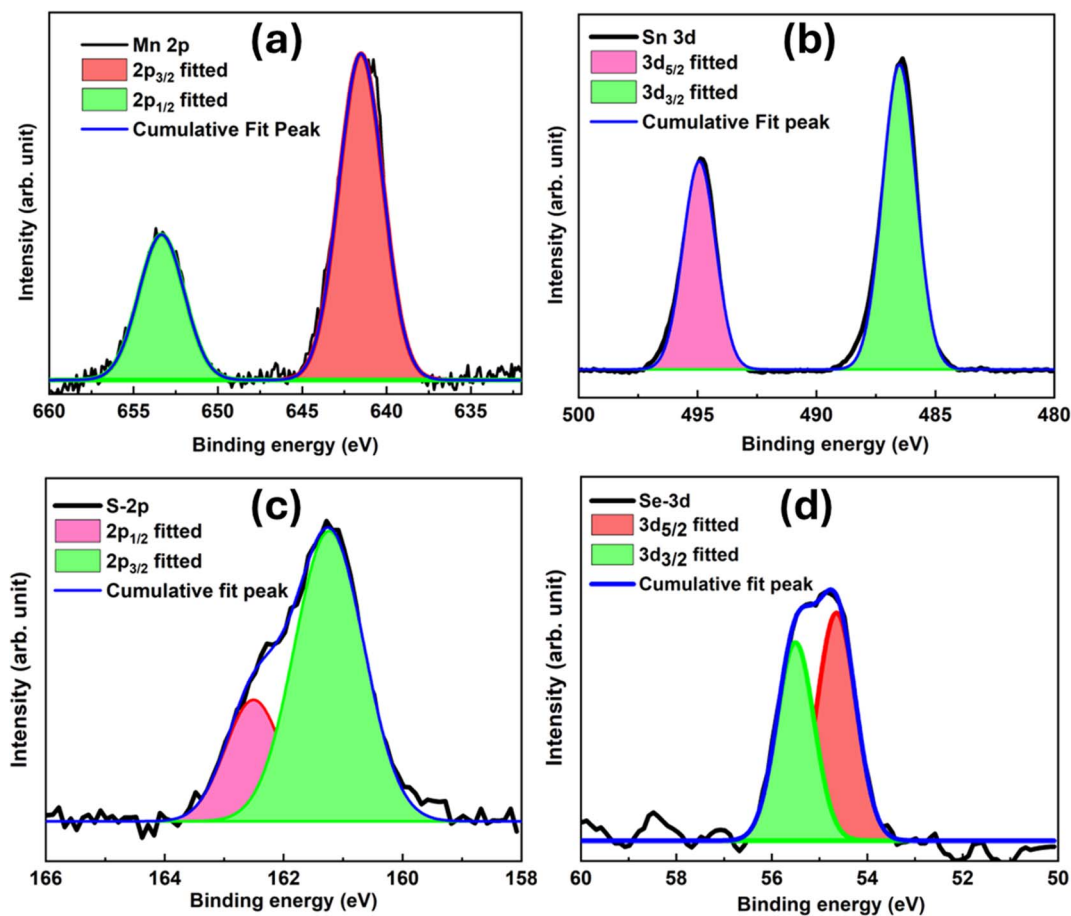 (a)
Mn 2p
2p3/2 fitted
2p1/2 fitted
Cumulative Fit Peak
Intensity (arb. unit)
660 655 650 645 640 635
Binding energy (eV)
(b)
Sn 3d
3d5/2 fitted
3d3/2 fitted
Cumulative Fit peak
Intensity (arb. unit)
500 495 490 485 480
Binding energy (eV)
(c)
S-2p
2p1/2 fitted
2p3/2 fitted
Cumulative fit peak
Intensity (arb. unit)
166 164 162 160 158
Binding energy (eV)
(d)
Se-3d
3d5/2 fitted
3d3/2 fitted
Cumulative fit peak
Intensity (arb. unit)
60 58 56 54 52 50
Binding energy (eV)